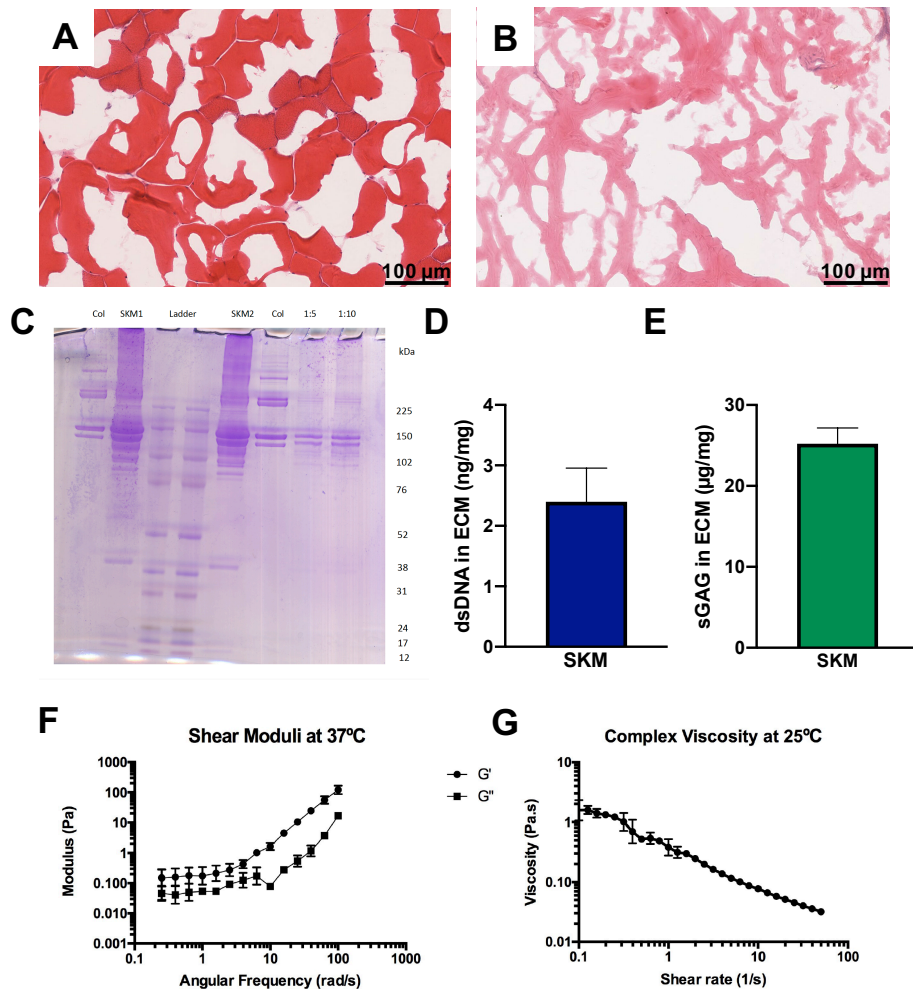 A
B
100 µm
100 µm
C
D
E
Col SKM1 Ladder SKM2 Col 1:5 1:10
kDa
225
150
102
76
52
38
31
24
17
12
dsDNA in ECM (ng/mg)
4
3
2
1
0
SKM
sGAG in ECM (µg/mg)
30
20
10
0
SKM
F
G
Shear Moduli at 37ºC
Modulus (Pa)
1000
100
10
1
0.100
0.010
0.001
0.1 1 10 100 1000
Angular Frequency (rad/s)
G'
G"
Complex Viscosity at 25ºC
Viscosity (Pa.s)
10
1
0.10
0.01
0.1 1 10 100
Shear rate (1/s)